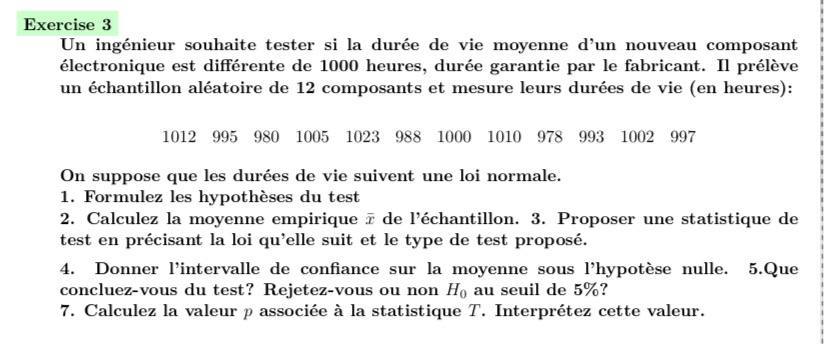 Exercise 3
Un ingénieur souhaite tester si la durée de vie moyenne d'un nouveau composant
électronique est différente de 1000 heures, durée garantie par le fabricant. Il prélève
un échantillon aléatoire de 12 composants et mesure leurs durées de vie (en heures):
1012 995 980 1005 1023 988 1000 1010 978 993 1002 997
On suppose que les durées de vie suivent une loi normale.
1. Formulez les hypothèses du test
2. Calculez la moyenne empirique x̄ de l'échantillon. 3. Proposer une statistique de
test en précisant la loi qu'elle suit et le type de test proposé.
4. Donner l'intervalle de confiance sur la moyenne sous l'hypotèse nulle. 5.Que
concluez-vous du test? Rejetez-vous ou non H₀ au seuil de 5%?
7. Calculez la valeur p associée à la statistique T. Interprétez cette valeur.